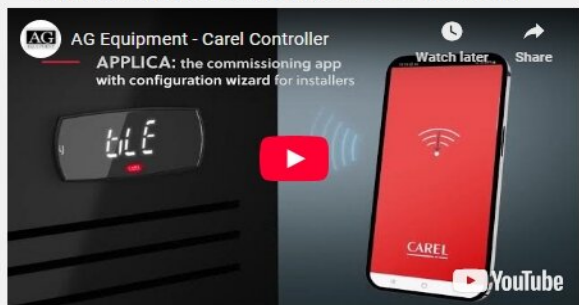 AG
AG Equipment - Carel Controller
Watch later
Share
APPLICA: the commissioning app
with configuration wizard for installers
bLE
CAREL
YouTube